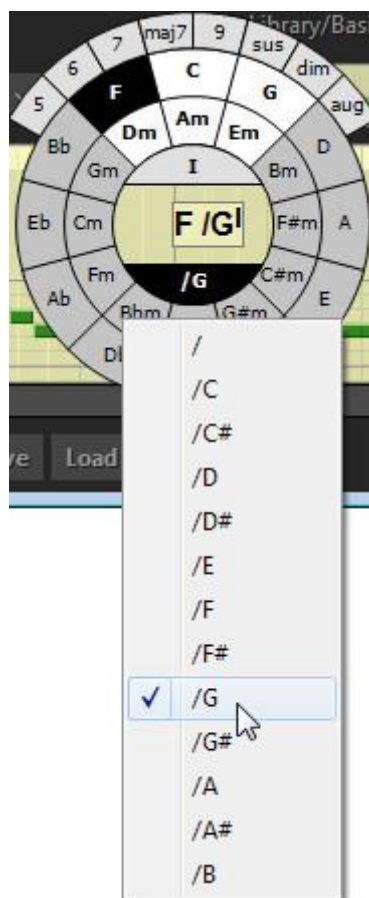 Library/Bas
5
6
7
maj7
9
sus
dim
aug
F
C
G
Bb
Dm
Am
Em
D
Gm
I
Bm
Eb
Cm
F /G
F#m
A
Ab
Fm
/G
C#m
E
Bbm
G#m
ve
Load
/
/C
/C#
/D
/D#
/E
/F
/F#
/G
/G#
/A
/A#
/B